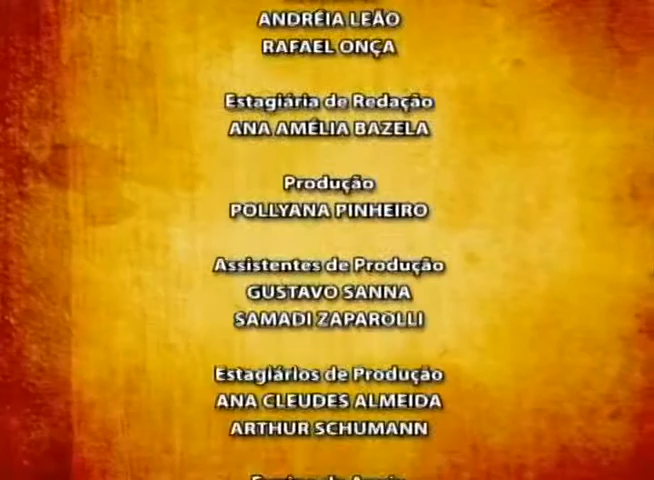 ANDRÉIA LEÃO
RAFAEL ONÇA
Estagiária de Redação
ANA AMÉLIA BAZELA
Produção
POLLYANA PINHEIRO
Assistentes de Produção
GUSTAVO SANNA
SAMADI ZAPAROLLI
Estagiários de Produção
ANA CLEUDES ALMEIDA
ARTHUR SCHUMANN